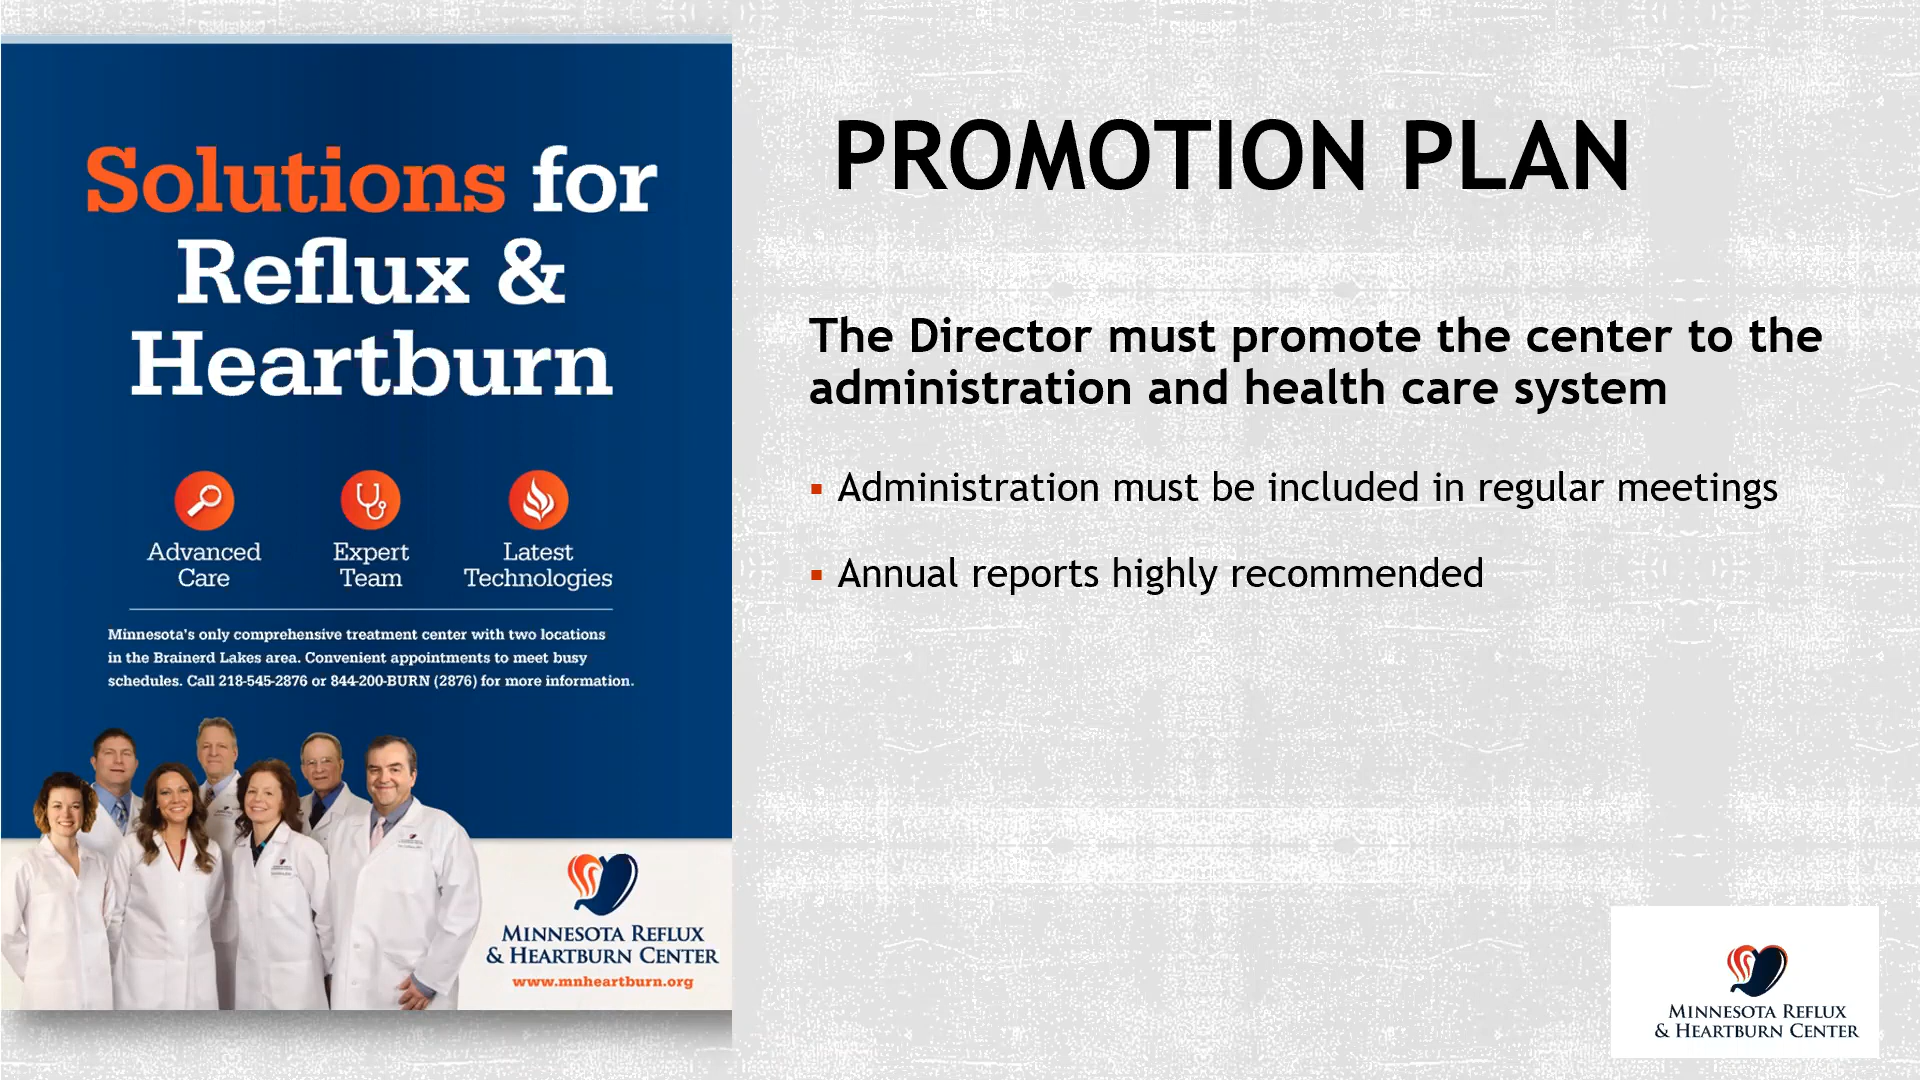 Solutions for
Reflux &
Heartburn
Advanced
Care
Expert
Team
Latest
Technologies
Minnesota's only comprehensive treatment center with two locations
in the Brainerd Lakes area. Convenient appointments to meet busy
schedules. Call 218-545-2876 or 844-200-BURN (2876) for more information.
MINNESOTA REFLUX
& HEARTBURN CENTER
www.mnheartburn.org
PROMOTION PLAN
The Director must promote the center to the
administration and health care system
▪ Administration must be included in regular meetings
▪ Annual reports highly recommended
MINNESOTA REFLUX
& HEARTBURN CENTER